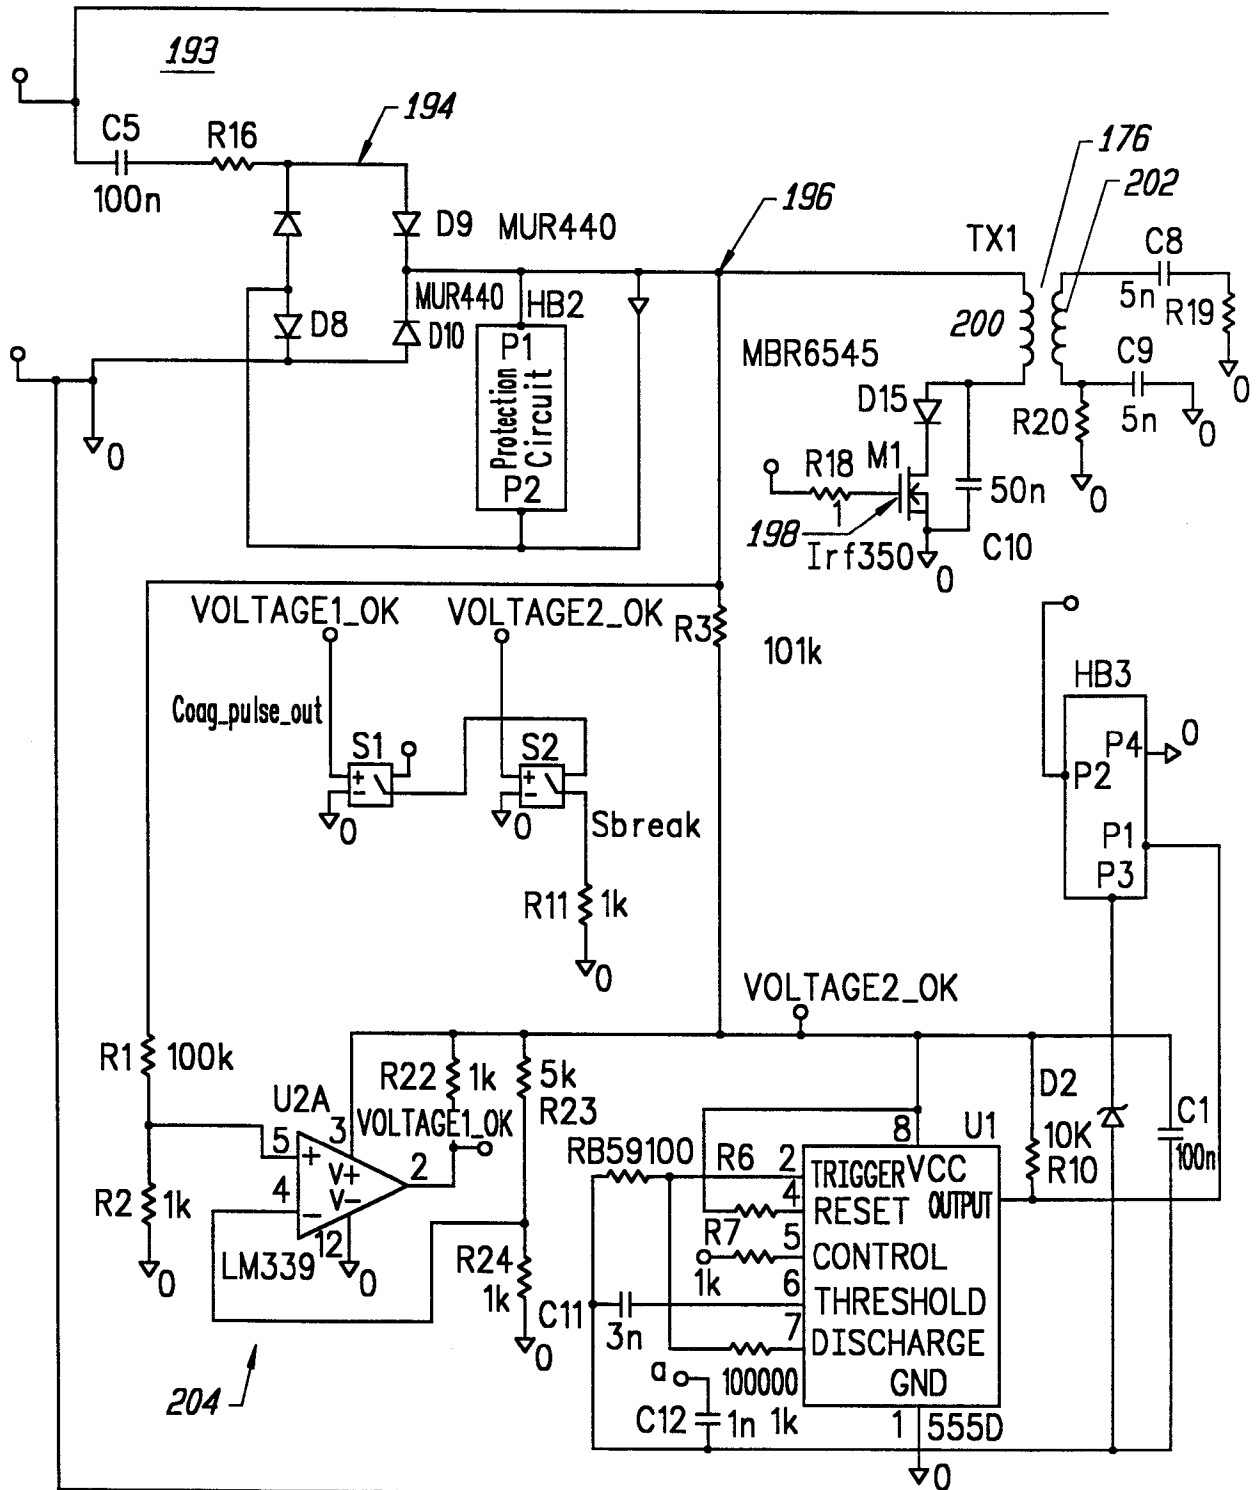 193
C5
R16
194
100n
D9
MUR440
196
176
202
TX1
C8
5n
R19
0
200
MUR440
HB2
D8
D10
P1
Protection
Circuit
P2
0
MBR6545
C9
5n
0
D15
R20
0
R18
M1
1
50n
198
Irf350
C10
0
VOLTAGE1_OK
VOLTAGE2_OK
R3
101k
HB3
Coag_pulse_out
S1
+
-
0
S2
+
-
0
Sbreak
P4
0
P2
P1
P3
R11
1k
0
VOLTAGE2_OK
R1
100k
R22
1k
5k
R23
D2
U2A
VOLTAGE1_OK
C1
100n
5
+
3
V+
V-
2
4
-
12
0
LM339
R2
1k
0
R24
1k
0
RB59100
R6
8
U1
10K
R10
2
TRIGGER
VCC
4
RESET
OUTPUT
R7
1k
5
CONTROL
6
THRESHOLD
C11
3n
7
DISCHARGE
a
100000
GND
C12
1n
1k
1
555D
0
204